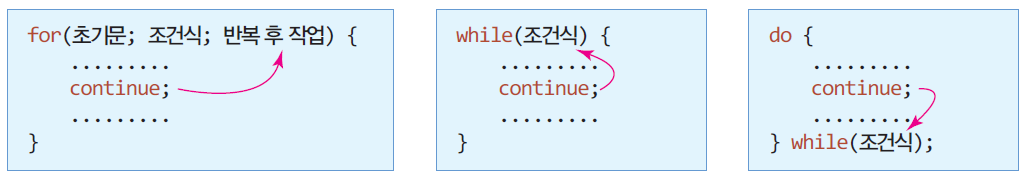 for(초기문; 조건식; 반복 후 작업) {
.........
continue;
.........
}
while(조건식) {
.........
continue;
.........
}
do {
.........
continue;
.........
} while(조건식);